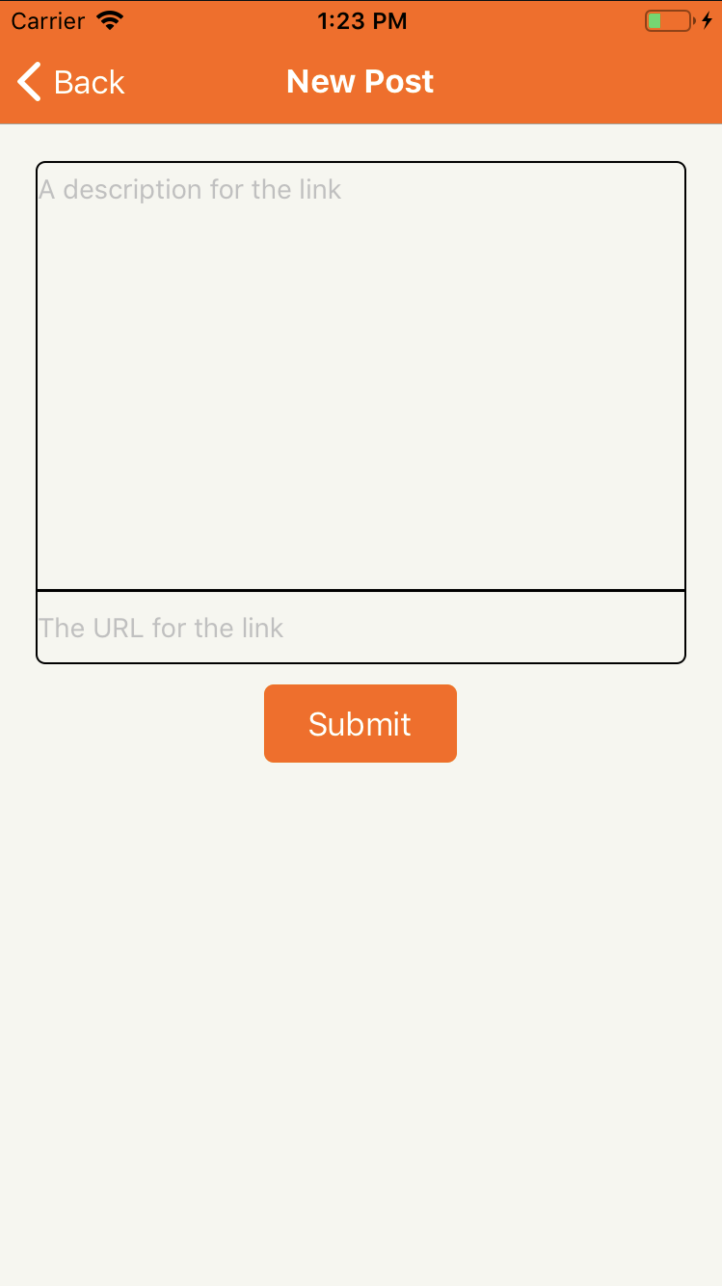 Carrier 1:23 PM
Back New Post
A description for the link
The URL for the link
Submit